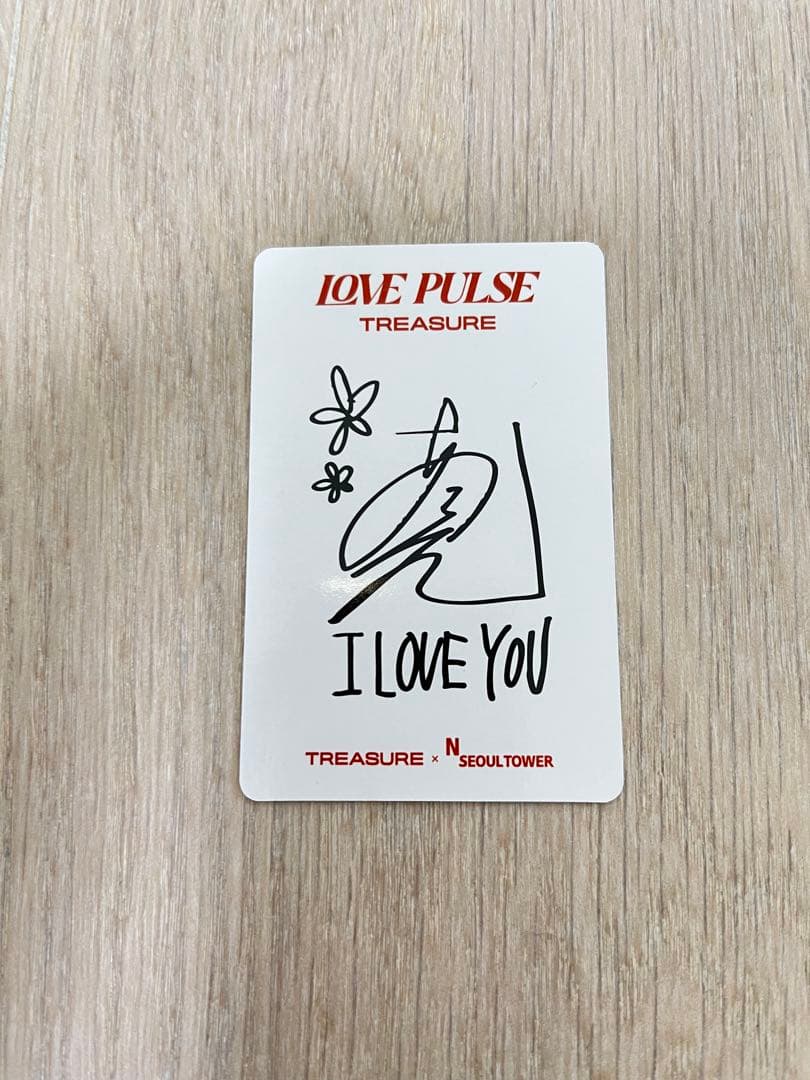 LOVE PULSE
TREASURE
I LOVE YOU
TREASURE × N SEOULTOWER